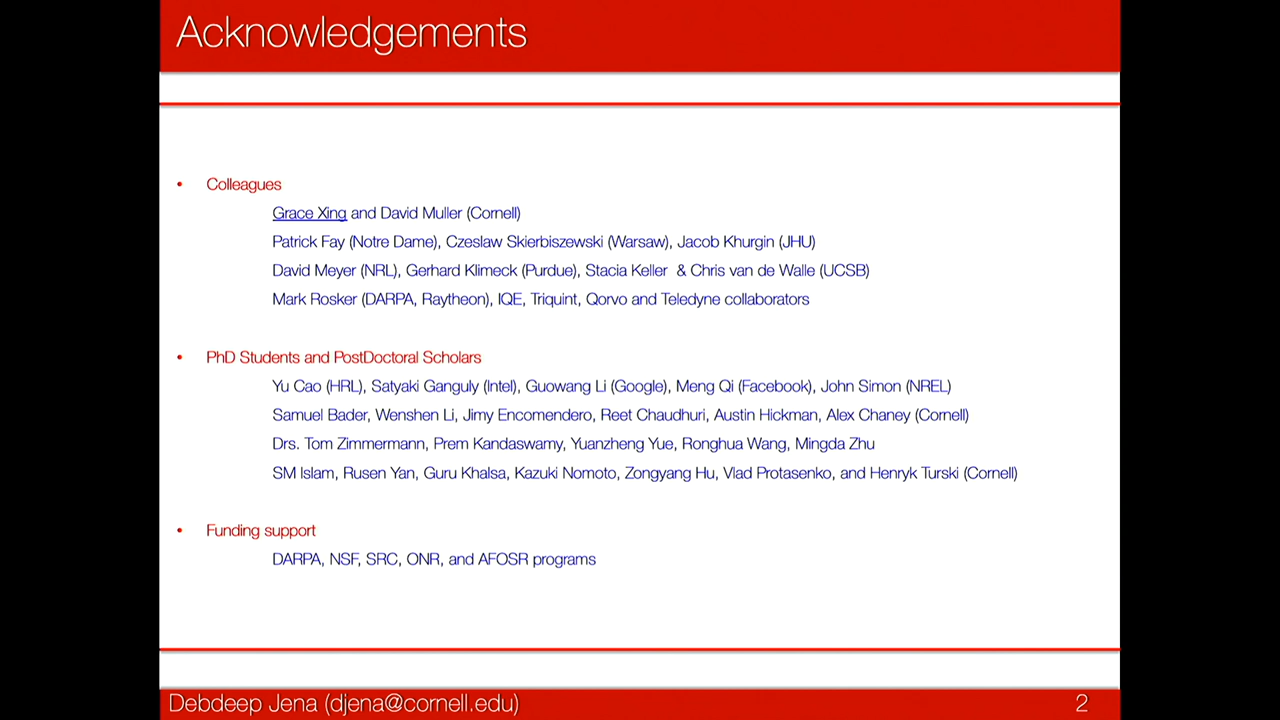 Acknowledgements
• Colleagues
Grace Xing and David Muller (Cornell)
Patrick Fay (Notre Dame), Czeslaw Skierbiszewski (Warsaw), Jacob Khurgin (JHU)
David Meyer (NRL), Gerhard Klimeck (Purdue), Stacia Keller & Chris van de Walle (UCSB)
Mark Rosker (DARPA, Raytheon), IQE, Triquint, Qorvo and Teledyne collaborators
• PhD Students and PostDoctoral Scholars
Yu Cao (HRL), Satyaki Ganguly (Intel), Guowang Li (Google), Meng Qi (Facebook), John Simon (NREL)
Samuel Bader, Wenshen Li, Jimy Encomendero, Reet Chaudhuri, Austin Hickman, Alex Chaney (Cornell)
Drs. Tom Zimmermann, Prem Kandaswamy, Yuanzheng Yue, Ronghua Wang, Mingda Zhu
SM Islam, Rusen Yan, Guru Khalsa, Kazuki Nomoto, Zongyang Hu, Vlad Protasenko, and Henryk Turski (Cornell)
• Funding support
DARPA, NSF, SRC, ONR, and AFOSR programs
Debdeep Jena (djena@cornell.edu)
2